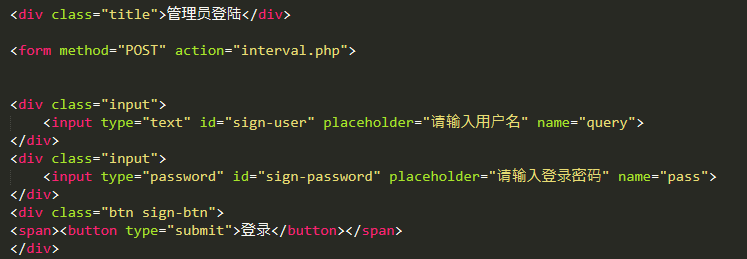 <div class="title">管理员登陆</div>
<form method="POST" action="interval.php">
<div class="input">
<input type="text" id="sign-user" placeholder="请输入用户名" name="query">
</div>
<div class="input">
<input type="password" id="sign-password" placeholder="请输入登录密码" name="pass">
</div>
<div class="btn sign-btn">
<span><button type="submit">登录</button></span>
</div>